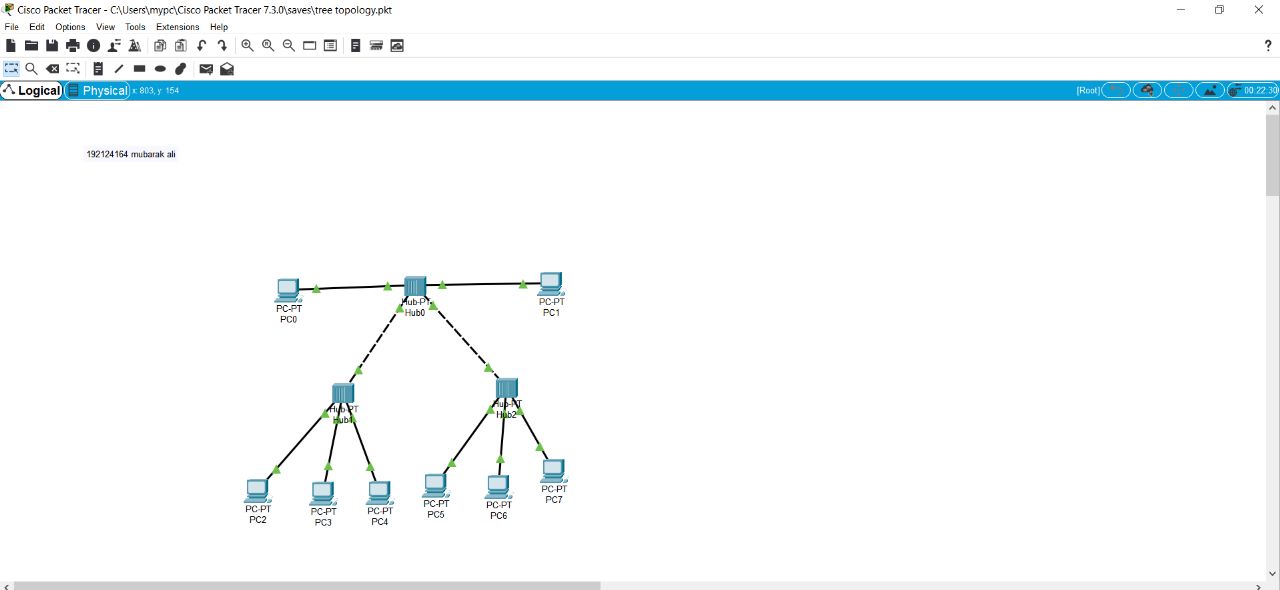 Cisco Packet Tracer - C:\Users\mypc\Cisco Packet Tracer 7.3.0\saves\tree topology.pkt
File Edit Options View Tools Extensions Help
?
Logical Physical x: 803, y: 154 [Root] 00:22:30
192124164 mubarak ali
PC-PT
PC0
Hub-PT
Hub0
PC-PT
PC1
Hub-PT
Hub1
Hub-PT
Hub2
PC-PT
PC2
PC-PT
PC3
PC-PT
PC4
PC-PT
PC5
PC-PT
PC6
PC-PT
PC7